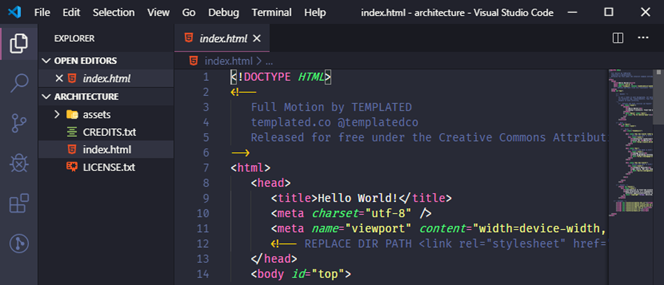 File Edit Selection View Go Debug Terminal Help index.html - architecture - Visual Studio Code
EXPLORER
OPEN EDITORS
index.html
ARCHITECTURE
assets
CREDITS.txt
index.html
LICENSE.txt
index.html
index.html > ...
1 <!DOCTYPE HTML>
2 <!--
3 Full Motion by TEMPLATED
4 templated.co @templatedco
5 Released for free under the Creative Commons Attribut
6 -->
7 <html>
8 <head>
9 <title>Hello World!</title>
10 <meta charset="utf-8" />
11 <meta name="viewport" content="width=device-width,
12 <!-- REPLACE DIR PATH <link rel="stylesheet" href=
13 </head>
14 <body id="top">